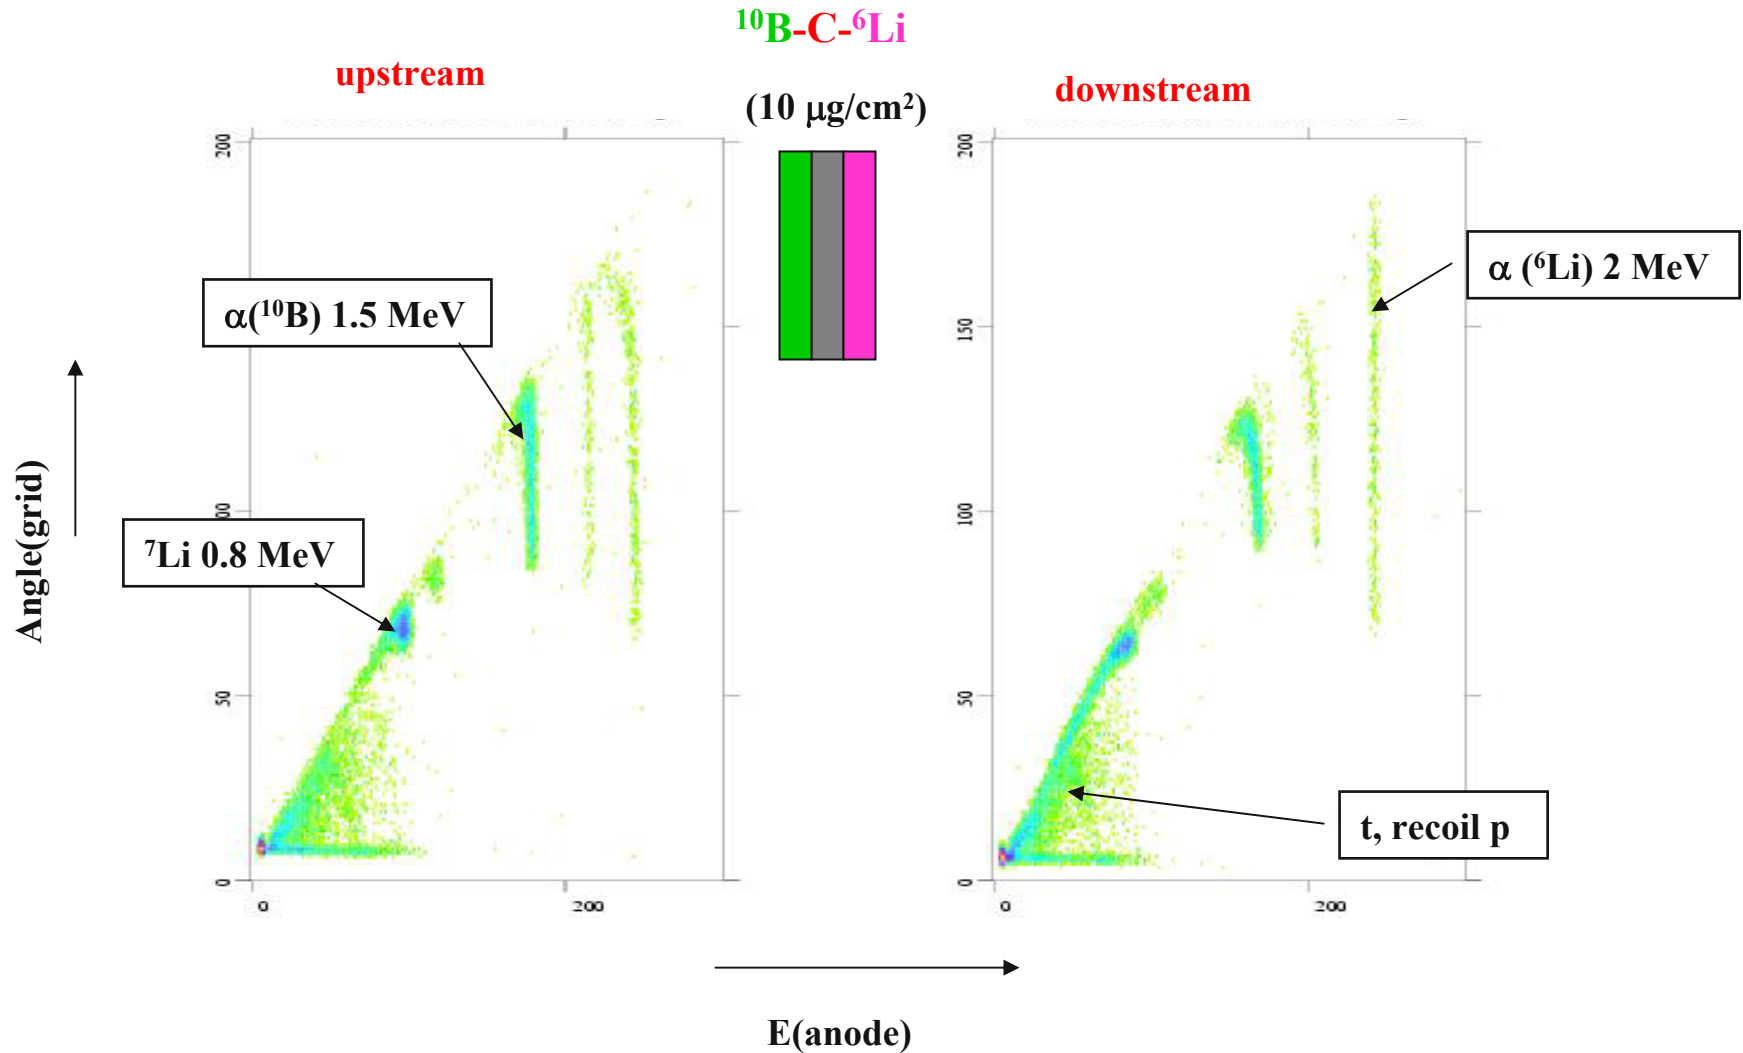 ¹⁰B-C-⁶Li
upstream
(10 μg/cm²)
downstream
200
200
α(¹⁰B) 1.5 MeV
α (⁶Li) 2 MeV
150
⁷Li 0.8 MeV
00
100
Angle(grid)
50
50
t, recoil p
0
0
0
200
0
200
E(anode)